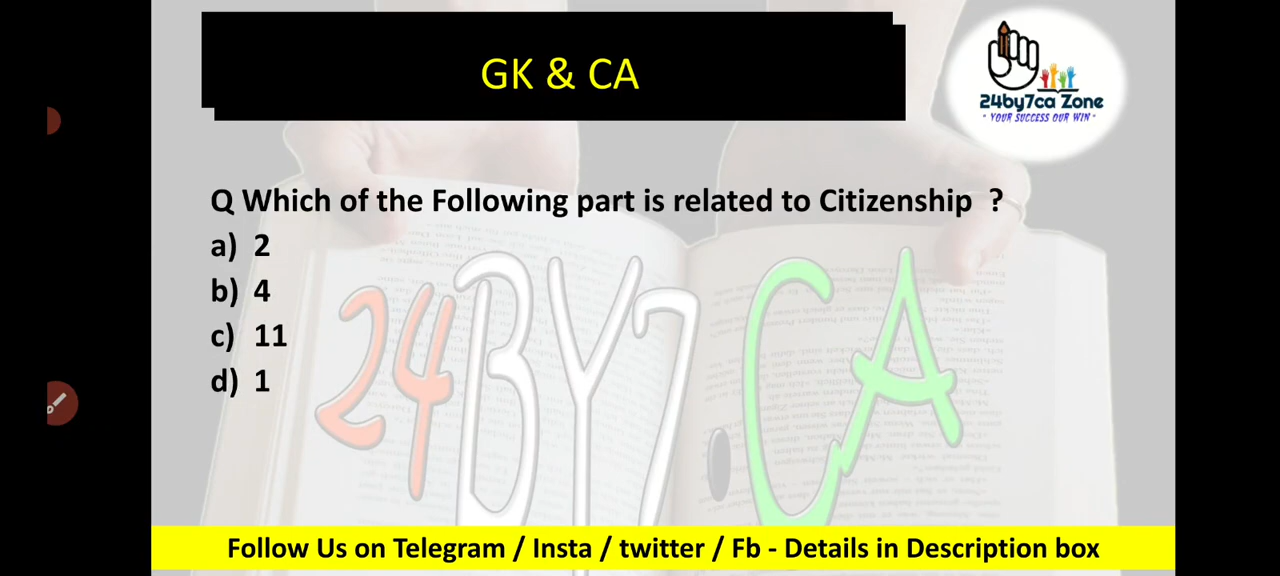 GK & CA
24by7ca Zone
" YOUR SUCCESS OUR WIN "
Q Which of the Following part is related to Citizenship ?
a) 2
b) 4
c) 11
d) 1
24BY7.CA
Follow Us on Telegram / Insta / twitter / Fb - Details in Description box